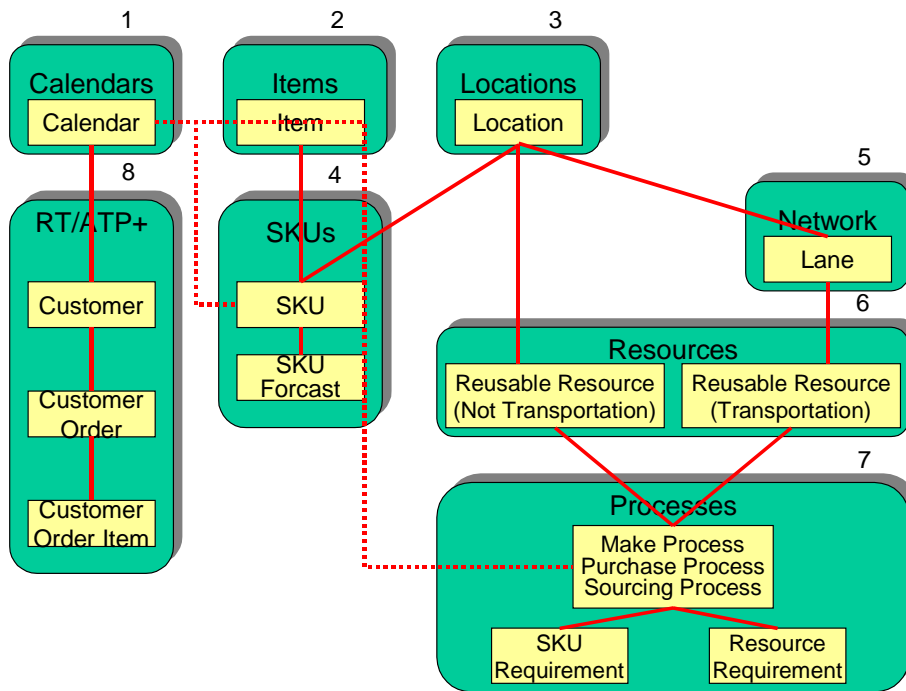 1
2
3
Calendars
Calendar
Items
Item
Locations
Location
8
RT/ATP+
Customer
Customer
Order
Customer
Order Item
4
SKUs
SKU
SKU
Forcast
5
Network
Lane
6
Resources
Reusable Resource
(Not Transportation)
Reusable Resource
(Transportation)
7
Processes
Make Process
Purchase Process
Sourcing Process
SKU
Requirement
Resource
Requirement